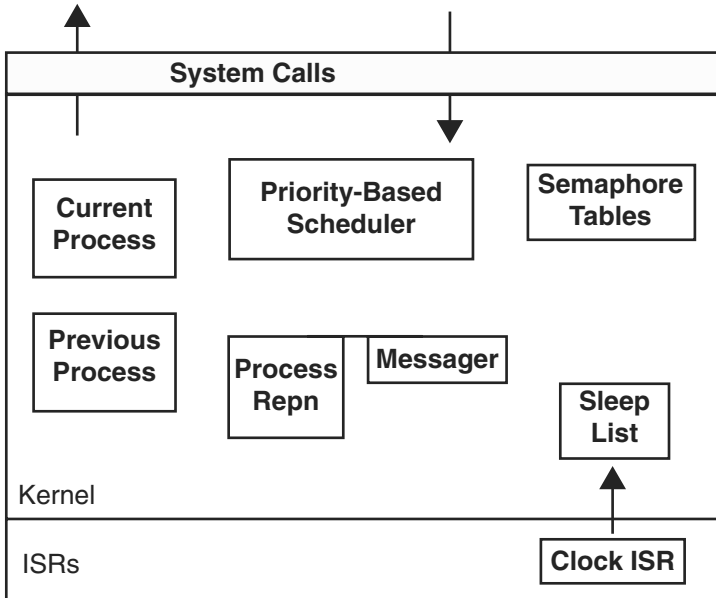 System Calls
Current
Process
Priority-Based
Scheduler
Semaphore
Tables
Previous
Process
Process
Repn
Messager
Sleep
List
Kernel
ISRs
Clock ISR